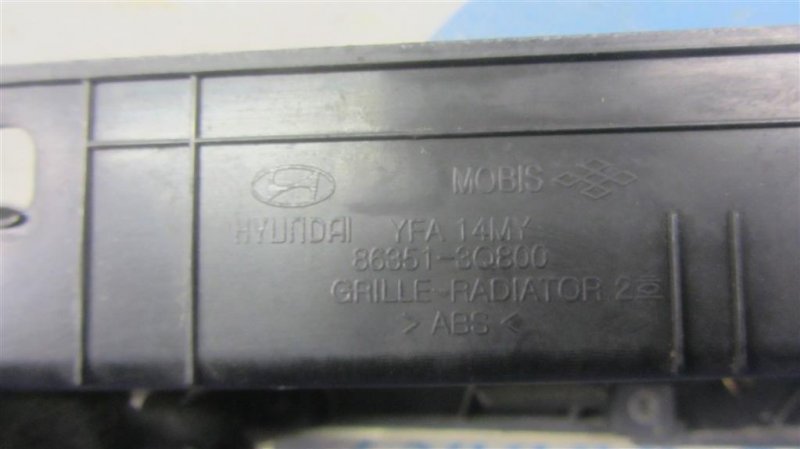 MOBIS
HYUNDAI YFA 14MY
86351-3Q800
GRILLE-RADIATOR 2
> ABS <